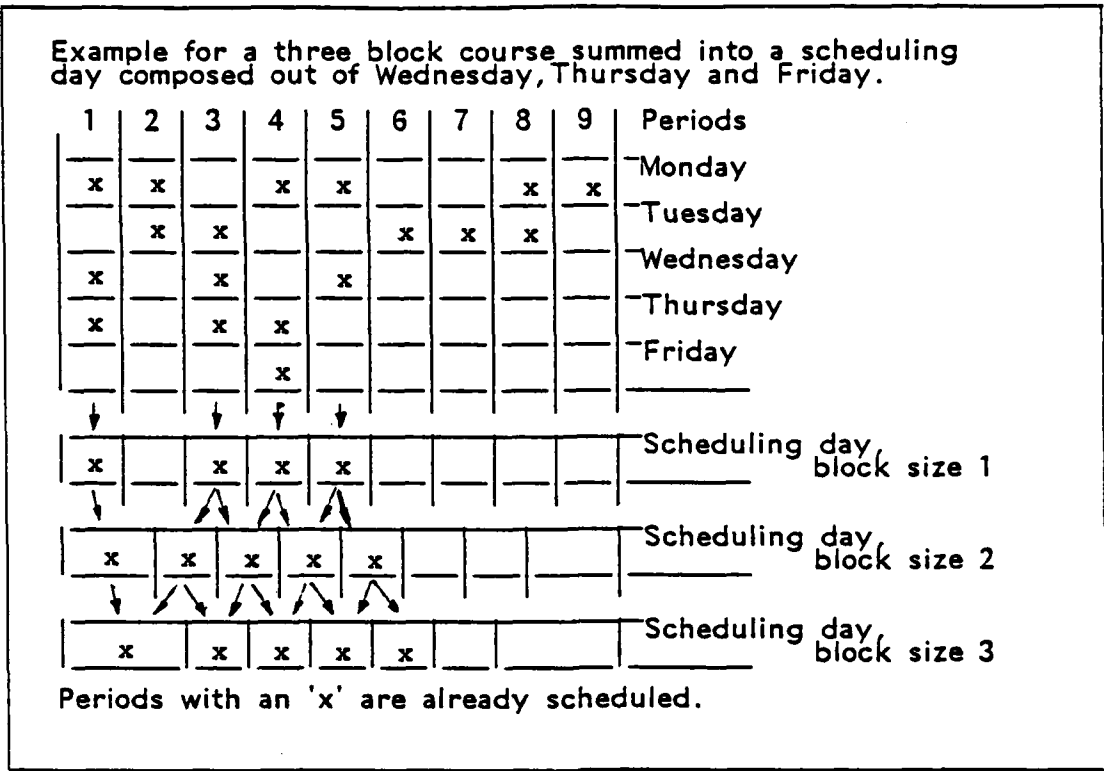 Example for a three block course summed into a scheduling
day composed out of Wednesday, Thursday and Friday.
1 2 3 4 5 6 7 8 9 Periods
Monday
x x x x x x
Tuesday
x x x x x
Wednesday
x x x
Thursday
x x x
Friday
x
Scheduling day,
x x x x block size 1
Scheduling day,
x x x x x block size 2
Scheduling day,
x x x x x block size 3
Periods with an 'x' are already scheduled.